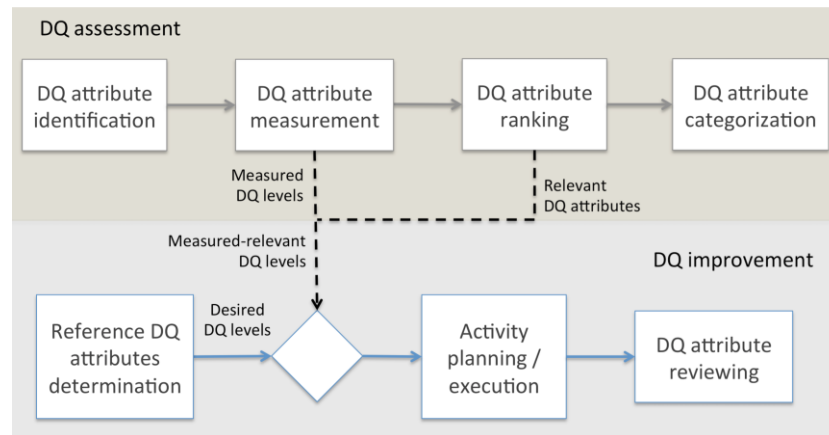 DQ assessment
DQ attribute
identification
DQ attribute
measurement
DQ attribute
ranking
DQ attribute
categorization
Measured
DQ levels
Relevant
DQ attributes
Measured-relevant
DQ levels
DQ improvement
Reference DQ
attributes
determination
Desired
DQ levels
Activity
planning /
execution
DQ attribute
reviewing